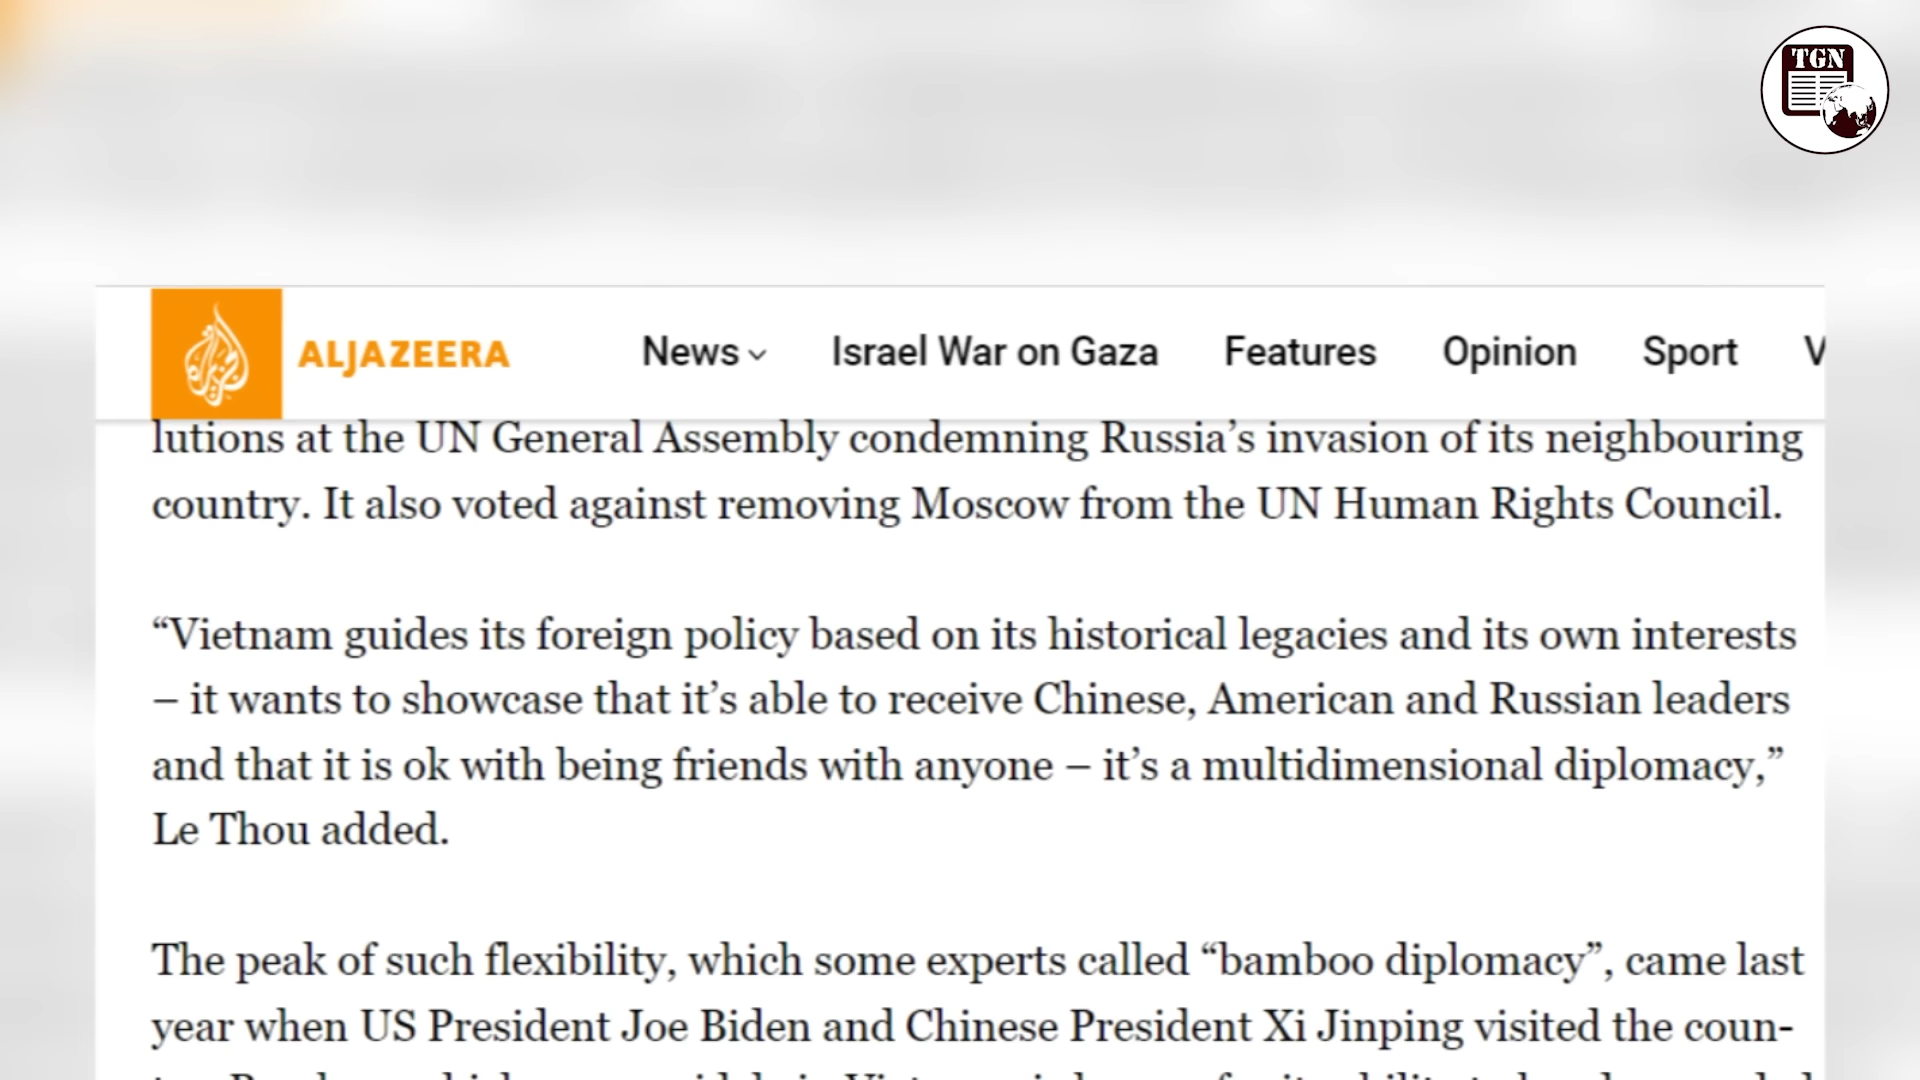 TGN
ALJAZEERA
News
Israel War on Gaza
Features
Opinion
Sport
lutions at the UN General Assembly condemning Russia’s invasion of its neighbouring
country. It also voted against removing Moscow from the UN Human Rights Council.
“Vietnam guides its foreign policy based on its historical legacies and its own interests
– it wants to showcase that it’s able to receive Chinese, American and Russian leaders
and that it is ok with being friends with anyone – it’s a multidimensional diplomacy,”
Le Thou added.
The peak of such flexibility, which some experts called “bamboo diplomacy”, came last
year when US President Joe Biden and Chinese President Xi Jinping visited the coun-